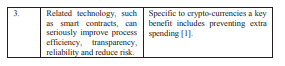 3.
Related technology, such
as smart contracts, can
seriously improve process
efficiency, transparency,
reliability and reduce risk.
Specific to crypto-currencies a key
benefit includes preventing extra
spending [1].